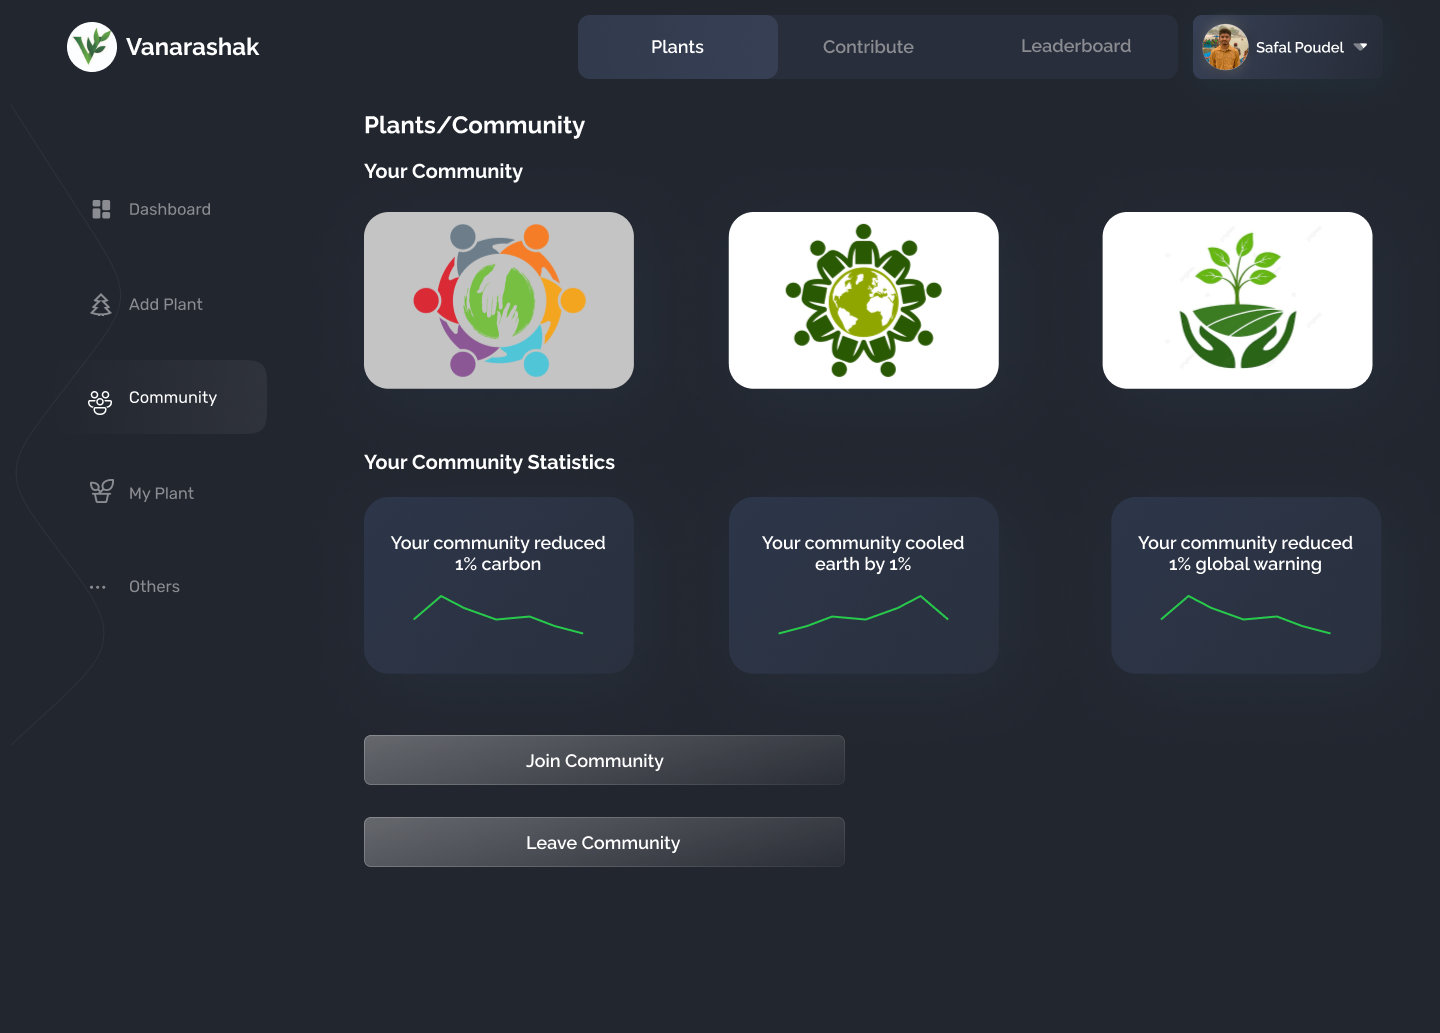 Vanarashak
Plants
Contribute
Leaderboard
Safal Poudel
Plants/Community
Your Community
Dashboard
Add Plant
Community
My Plant
Others
Your Community Statistics
Your community reduced
1% carbon
Your community cooled
earth by 1%
Your community reduced
1% global warning
Join Community
Leave Community